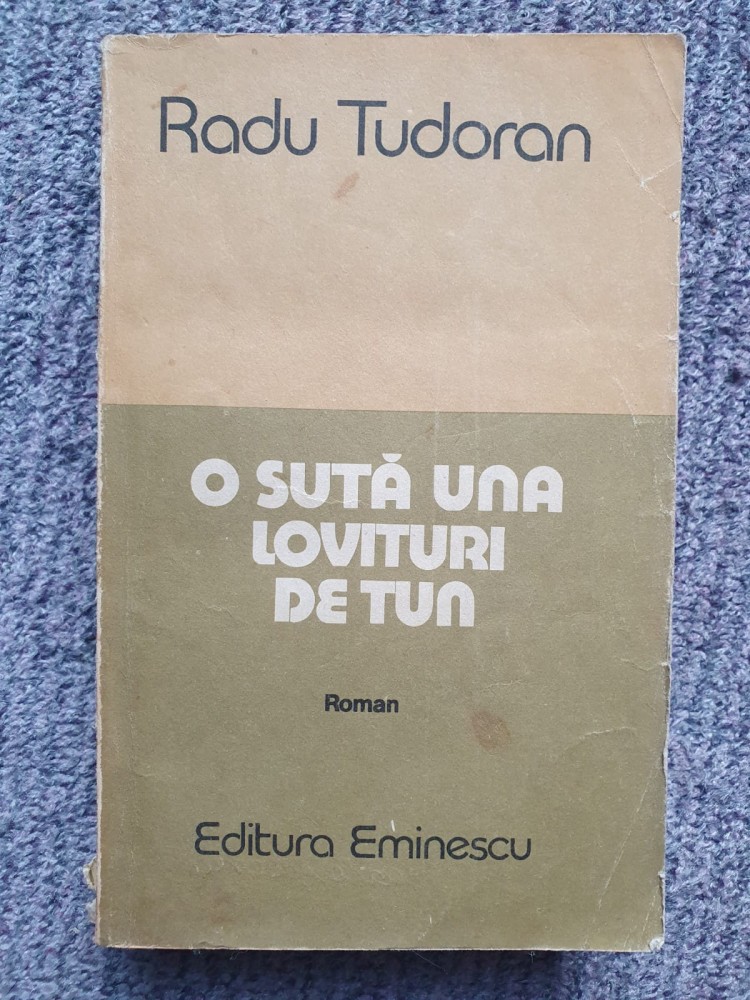 Radu Tudoran
O SUTĂ UNA
LOVITURI
DE TUN
Roman
Editura Eminescu